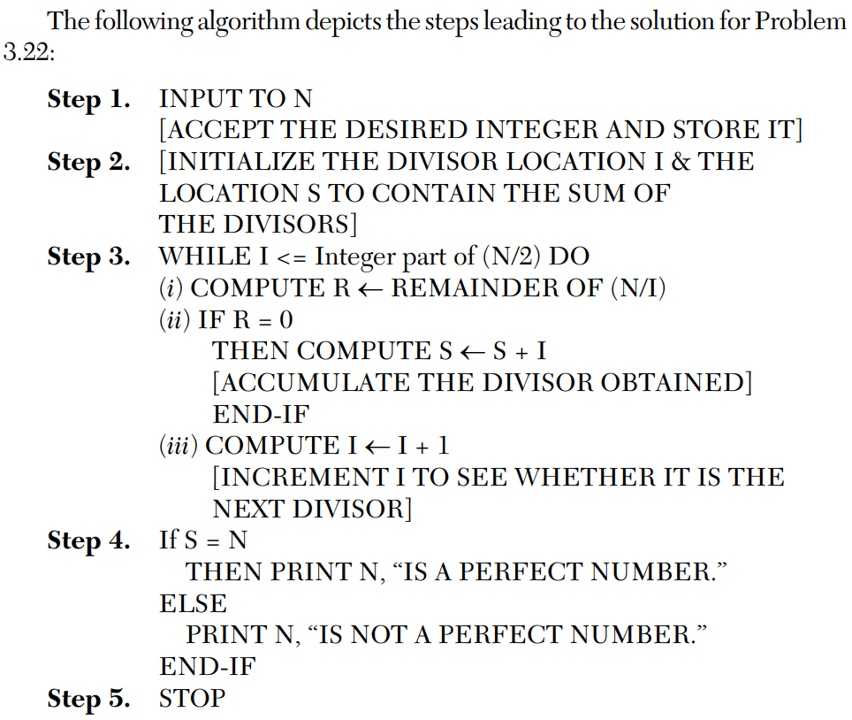 The following algorithm depicts the steps leading to the solution for Problem
3.22:
Step 1. INPUT TO N
[ACCEPT THE DESIRED INTEGER AND STORE IT]
Step 2. [INITIALIZE THE DIVISOR LOCATION I & THE
LOCATION S TO CONTAIN THE SUM OF
THE DIVISORS]
Step 3. WHILE I <= Integer part of (N/2) DO
(i) COMPUTE R ← REMAINDER OF (N/I)
(ii) IF R = 0
THEN COMPUTE S ← S + I
[ACCUMULATE THE DIVISOR OBTAINED]
END-IF
(iii) COMPUTE I ← I + 1
[INCREMENT I TO SEE WHETHER IT IS THE
NEXT DIVISOR]
Step 4. If S = N
THEN PRINT N, “IS A PERFECT NUMBER.”
ELSE
PRINT N, “IS NOT A PERFECT NUMBER.”
END-IF
Step 5. STOP